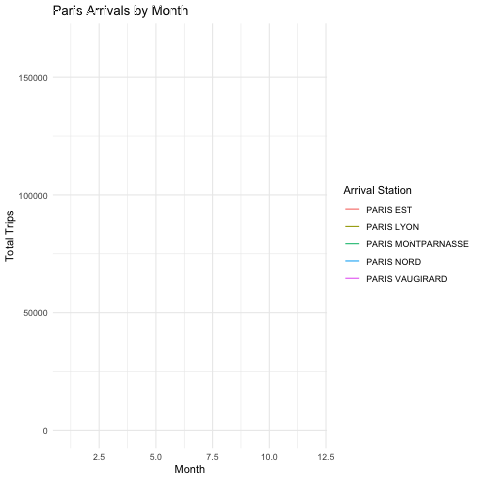 Paris Arrivals by Month
150000
100000
50000
0
Total Trips
2.5 5.0 7.5 10.0 12.5
Month
Arrival Station
PARIS EST
PARIS LYON
PARIS MONTPARNASSE
PARIS NORD
PARIS VAUGIRARD